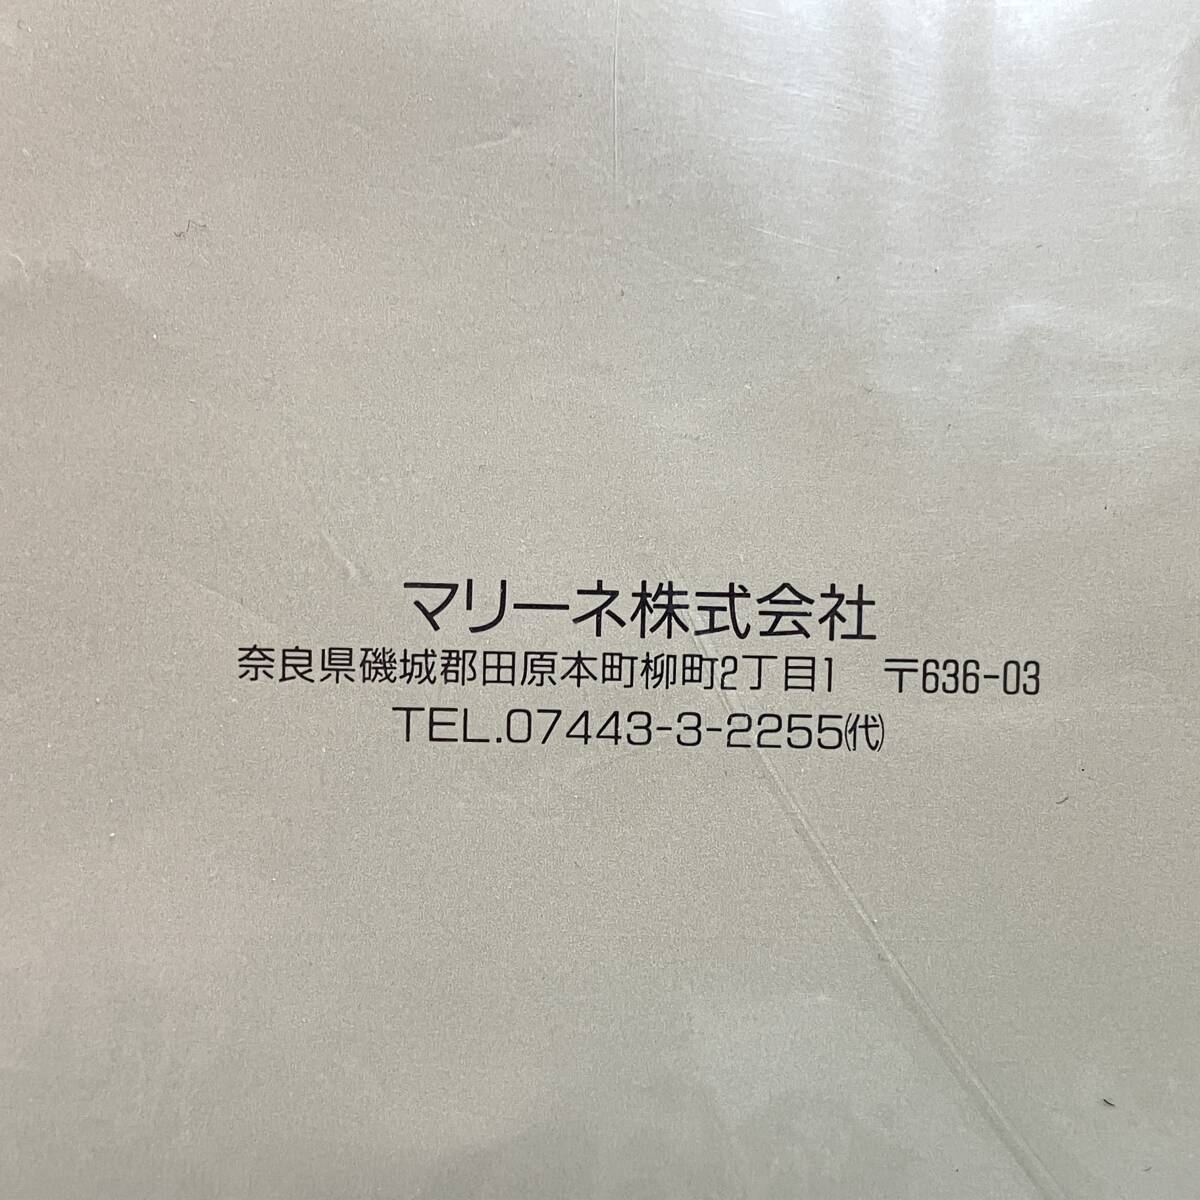 マリーネ株式会社
奈良県磯城郡田原本町柳町2丁目1　〒636-03
TEL.07443-3-2255㈹